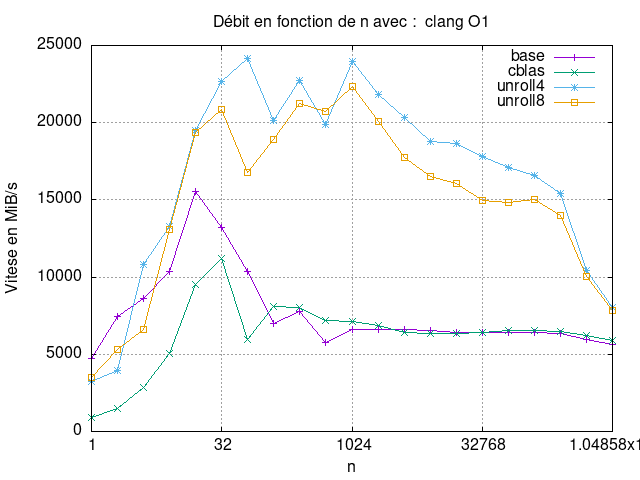 Débit en fonction de n avec :  clang O1
base
cblas
unroll4
unroll8
Vitese en MiB/s
25000
20000
15000
10000
5000
0
1
32
1024
32768
1.04858x1
n